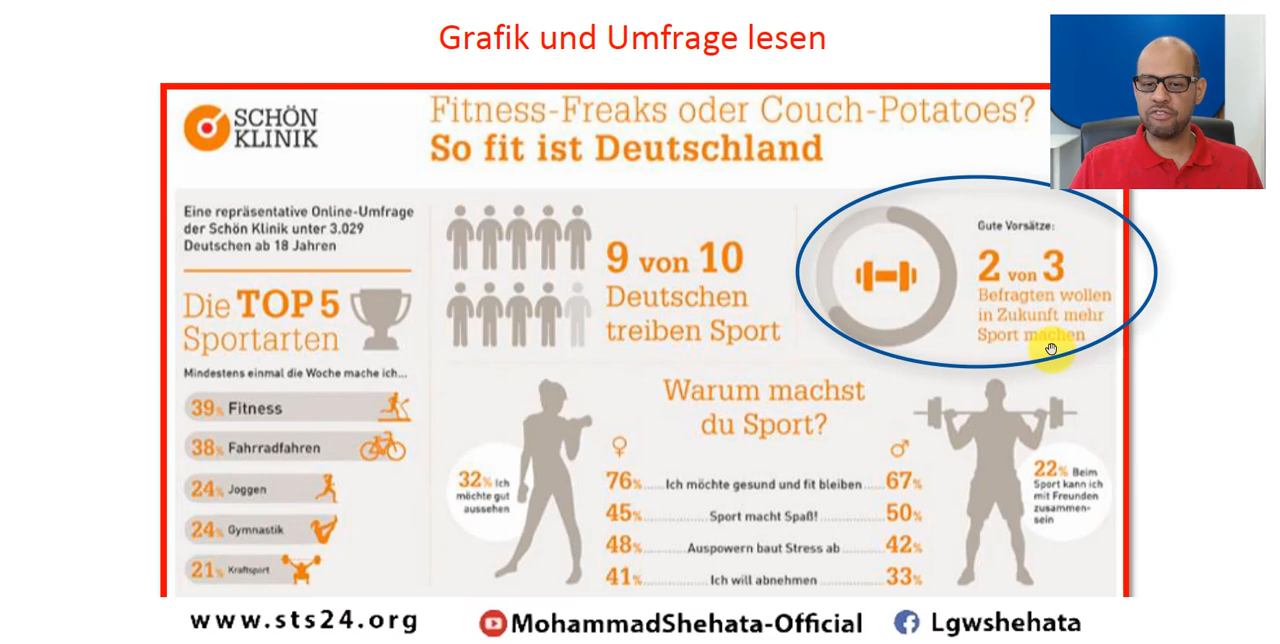 Grafik und Umfrage lesen
SCHÖN
KLINIK
Fitness-Freaks oder Couch-Potatoes?
So fit ist Deutschland
Eine repräsentative Online-Umfrage
der Schön Klinik unter 3.029
Deutschen ab 18 Jahren
Die TOP 5
Sportarten
Mindestens einmal die Woche mache ich...
39% Fitness
38% Fahrradfahren
24% Joggen
24% Gymnastik
21% Kraftsport
9 von 10
Deutschen
treiben Sport
Gute Vorsätze:
2 von 3
Befragten wollen
in Zukunft mehr
Sport machen
Warum machst
du Sport?
♀ ♂
76% Ich möchte gesund und fit bleiben 67%
45% Sport macht Spaß! 50%
48% Auspowern baut Stress ab 42%
41% Ich will abnehmen 33%
32% Ich
möchte gut
aussehen
22% Beim
Sport kann ich
mit Freunden
zusammen-
sein
www.sts24.org
MohammadShehata-Official
Lgwshehata